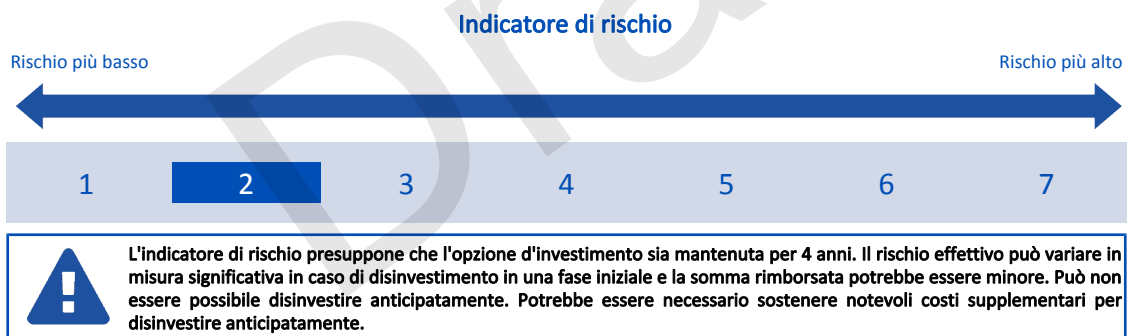 Indicatore di rischio
Rischio più basso Rischio più alto
1 2 3 4 5 6 7
L'indicatore di rischio presuppone che l'opzione d'investimento sia mantenuta per 4 anni. Il rischio effettivo può variare in
misura significativa in caso di disinvestimento in una fase iniziale e la somma rimborsata potrebbe essere minore. Può non
essere possibile disinvestire anticipatamente. Potrebbe essere necessario sostenere notevoli costi supplementari per
disinvestire anticipatamente.